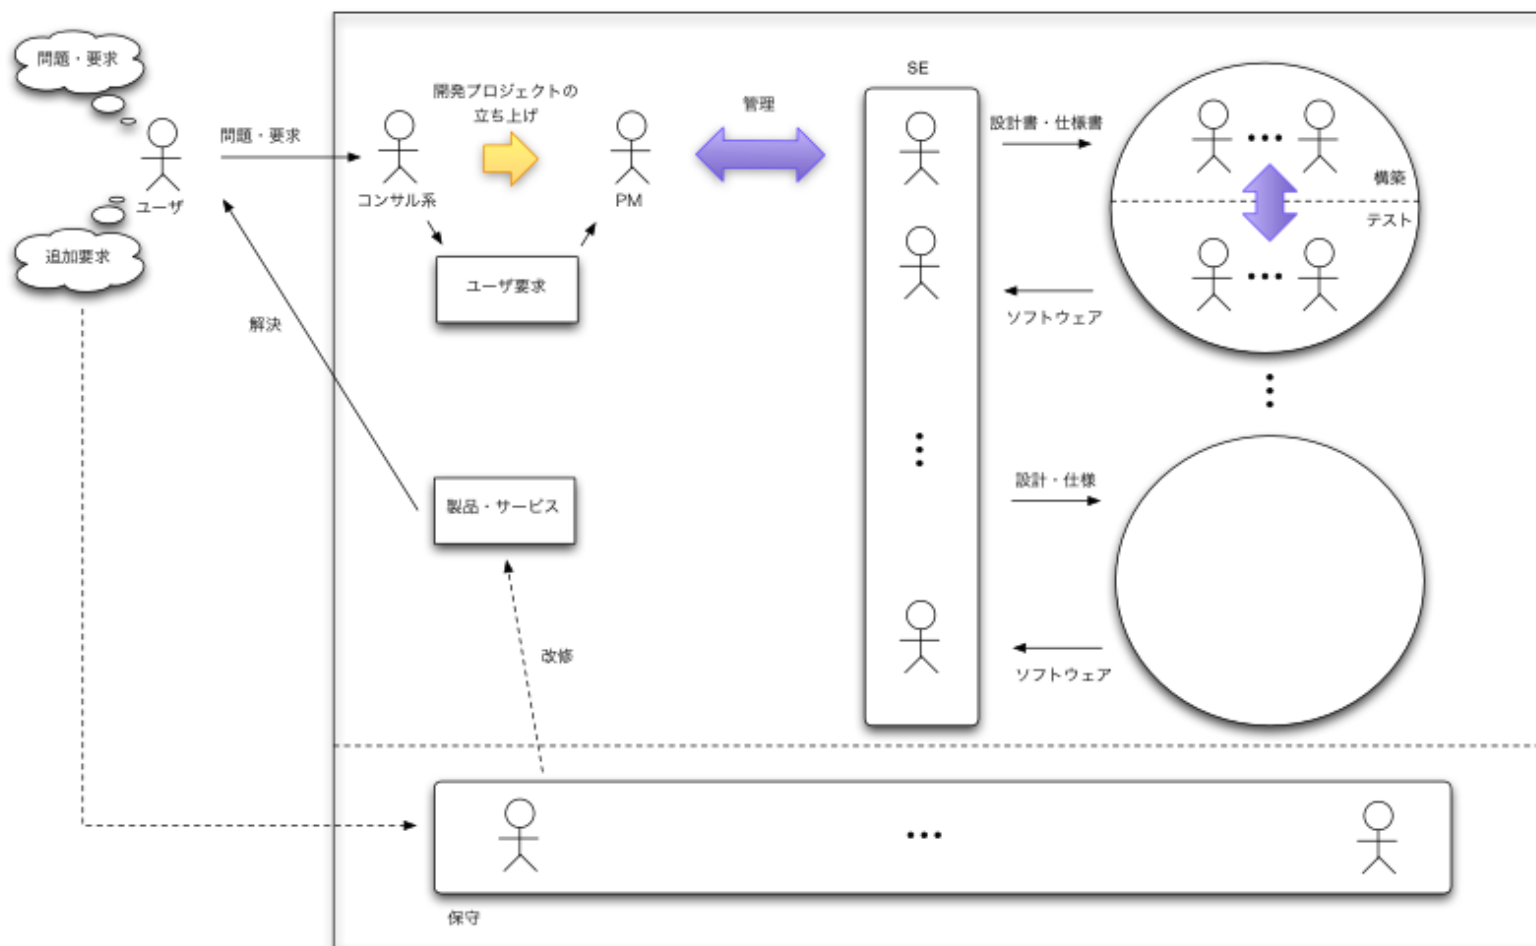 問題・要求
ユーザ
追加要求
問題・要求
解決
開発プロジェクトの
立ち上げ
コンサル系
PM
ユーザ要求
管理
SE
設計書・仕様書
構築
テスト
ソフトウェア
製品・サービス
設計・仕様
ソフトウェア
改修
保守